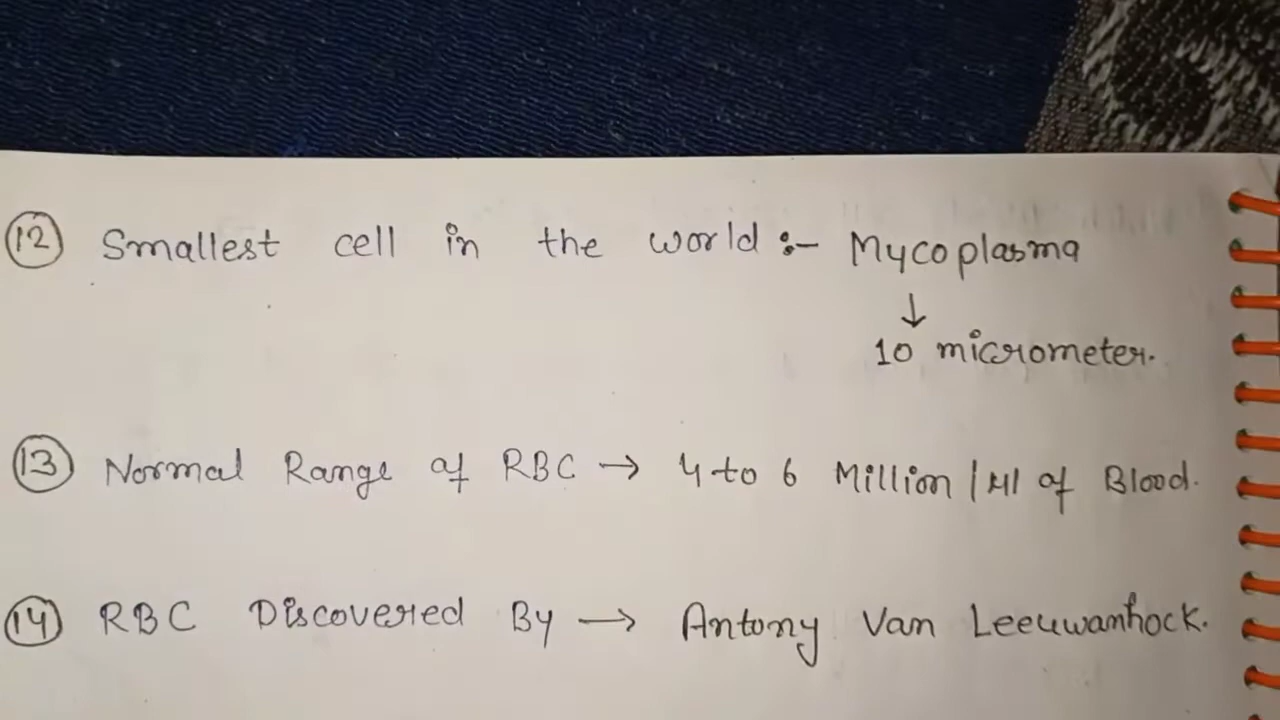 12 Smallest cell in the world :- Mycoplasma
↓
10 micrometer.
13 Normal Range of RBC → 4 to 6 Million / μl of Blood.
14 RBC Discovered By → Antony Van Leeuwanhock.